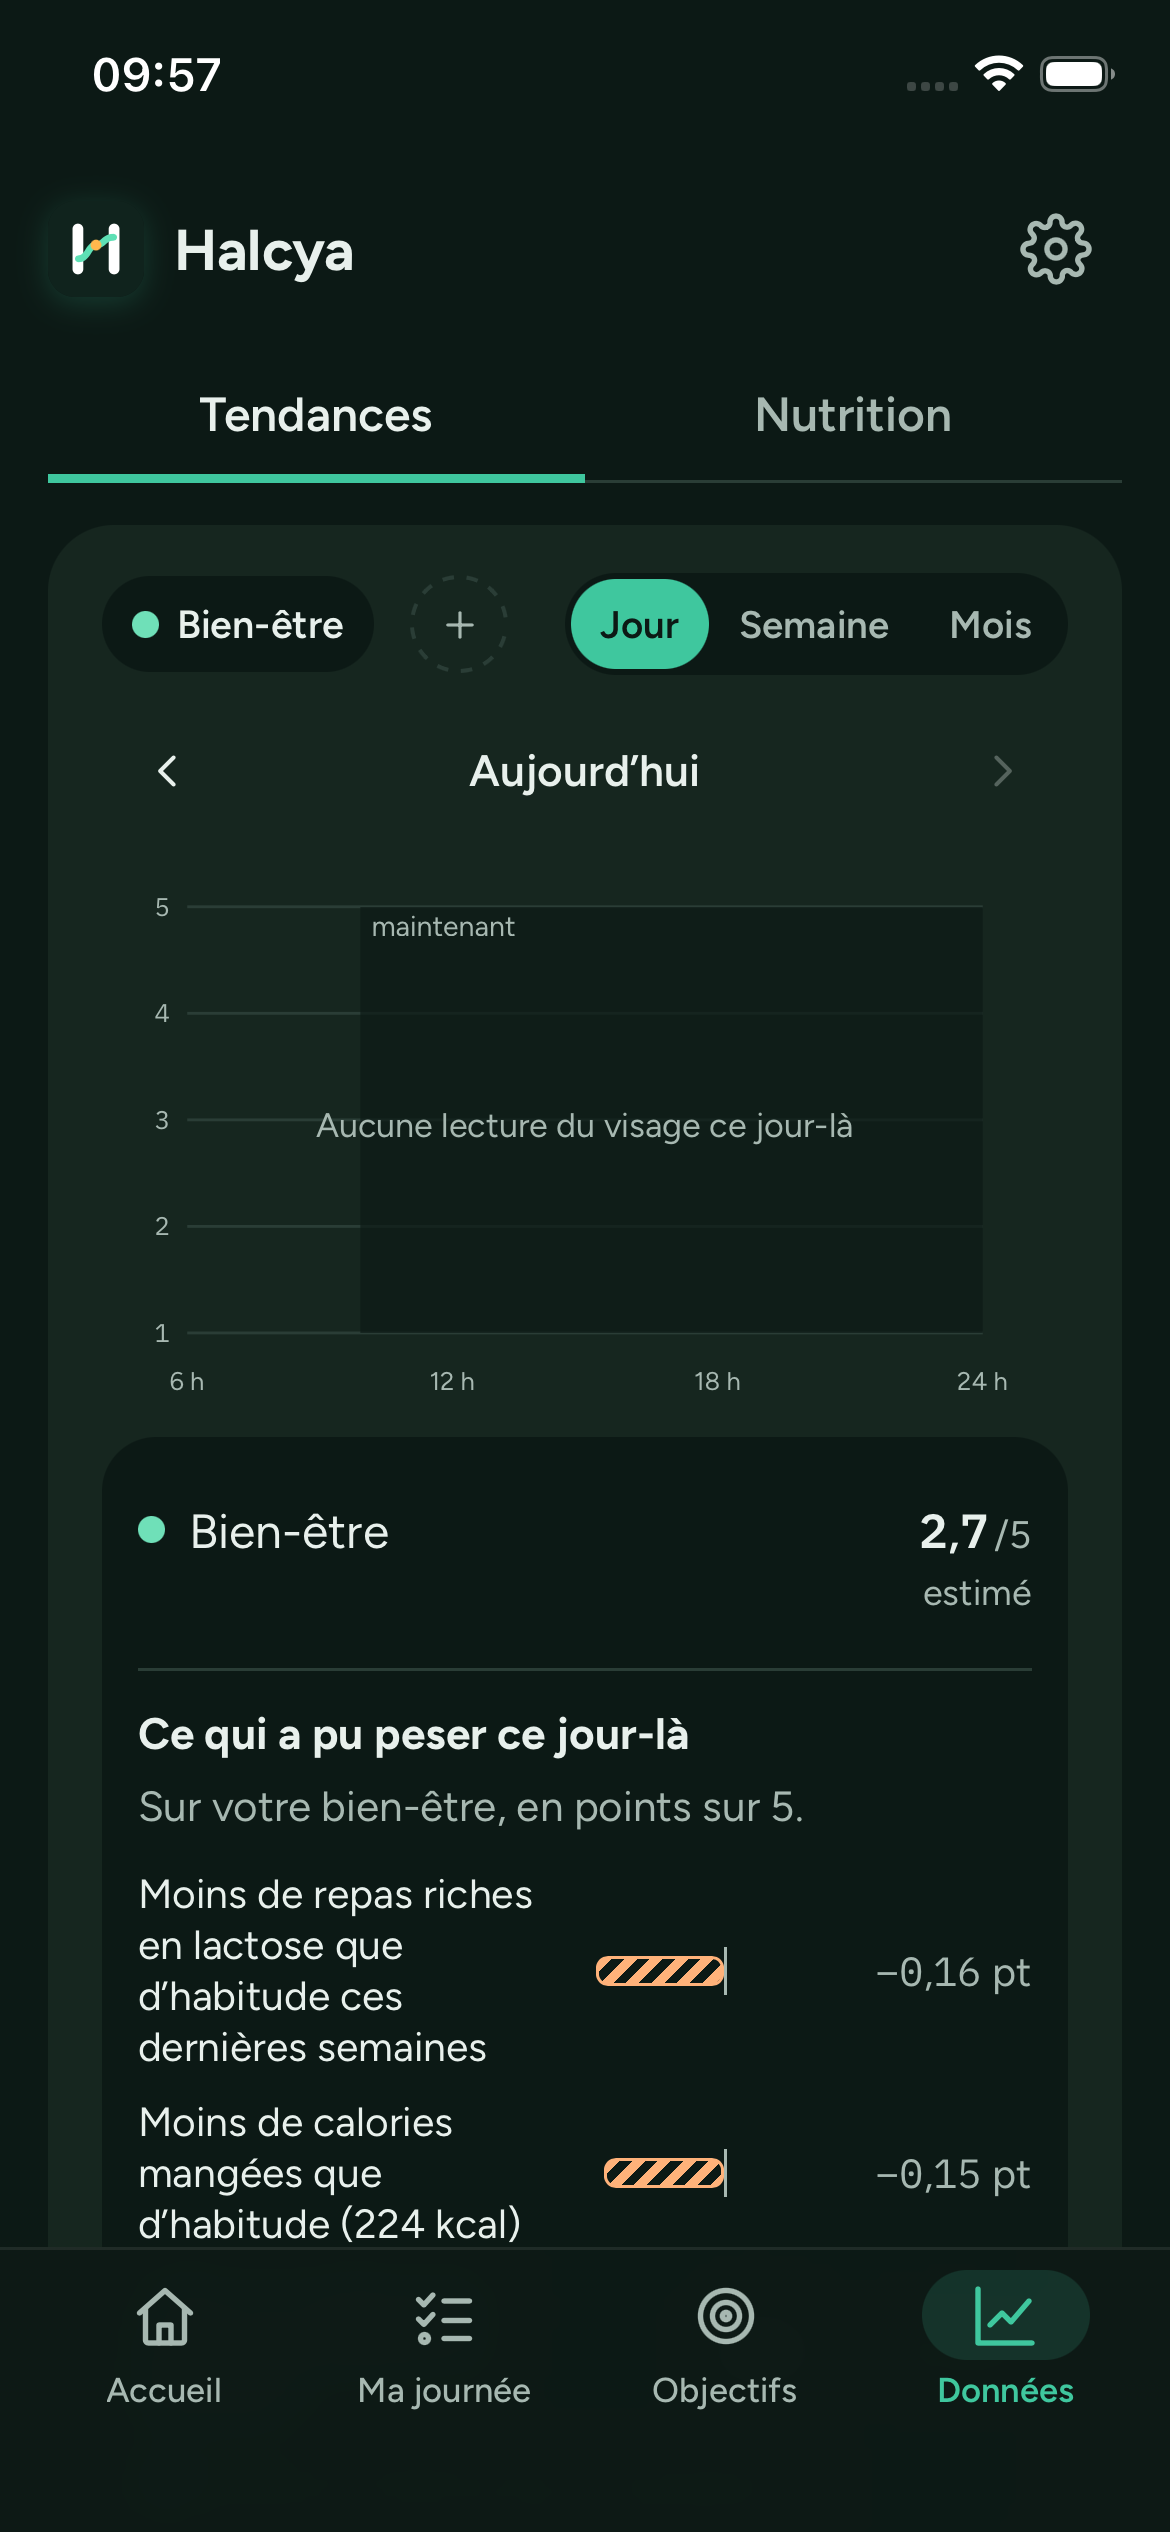 09:57
Halcya
Tendances
Nutrition
Bien-être
+
Jour
Semaine
Mois
Aujourd’hui
5
maintenant
4
3
Aucune lecture du visage ce jour-là
2
1
6 h
12 h
18 h
24 h
Bien-être
2,7 /5
estimé
Ce qui a pu peser ce jour-là
Sur votre bien-être, en points sur 5.
Moins de repas riches
en lactose que
d’habitude ces
dernières semaines
−0,16 pt
Moins de calories
mangées que
d’habitude (224 kcal)
−0,15 pt
Accueil
Ma journée
Objectifs
Données